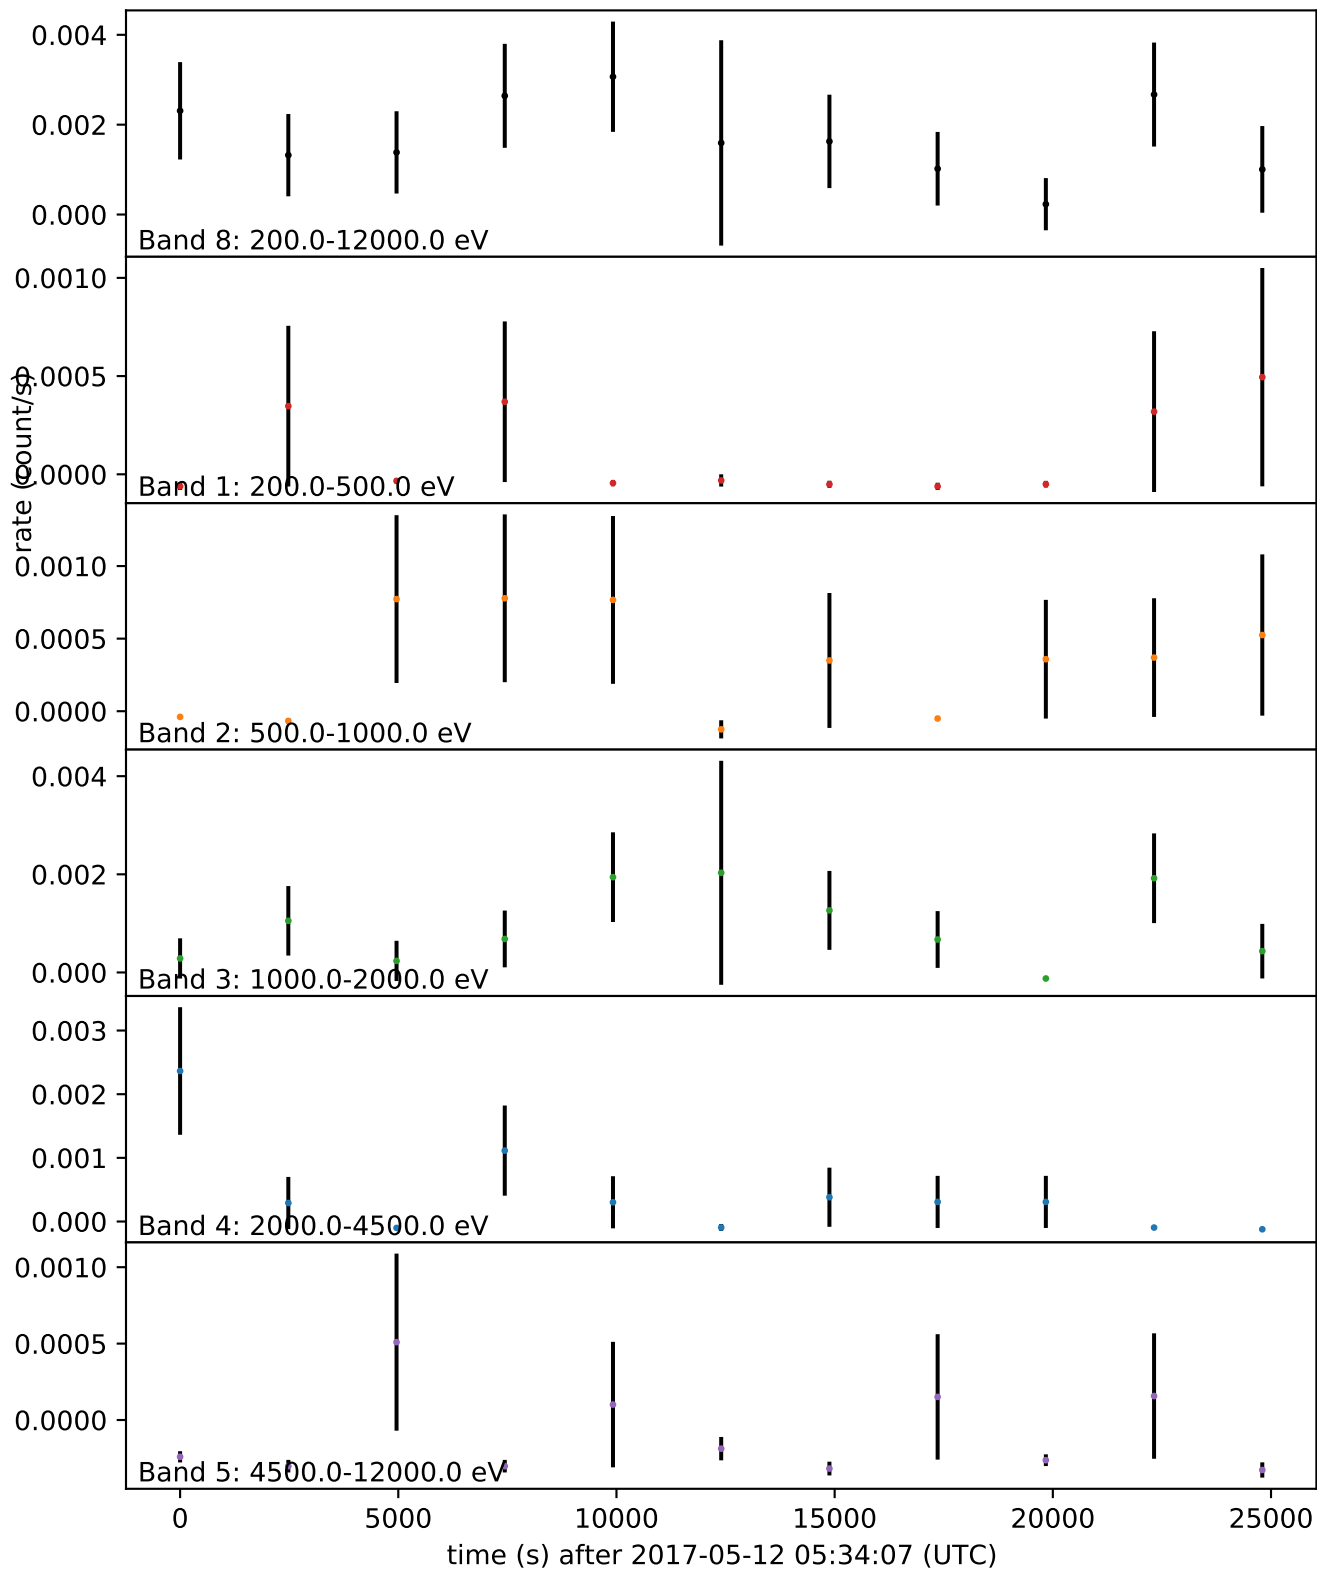 0.004
0.002
0.000
Band 8: 200.0-12000.0 eV
0.0010
0.0005
0.0000
Band 1: 200.0-500.0 eV
rate (count/s)
0.0010
0.0005
0.0000
Band 2: 500.0-1000.0 eV
0.004
0.002
0.000
Band 3: 1000.0-2000.0 eV
0.003
0.002
0.001
0.000
Band 4: 2000.0-4500.0 eV
0.0010
0.0005
0.0000
Band 5: 4500.0-12000.0 eV
0 5000 10000 15000 20000 25000
time (s) after 2017-05-12 05:34:07 (UTC)